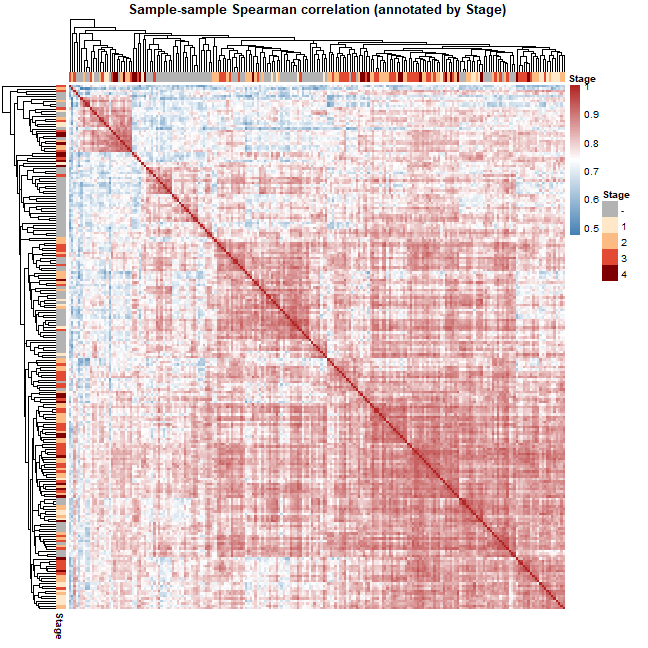 Sample-sample Spearman correlation (annotated by Stage)
Stage
1
0.9
0.8
0.7
0.6
0.5
Stage
-
1
2
3
4
Stage